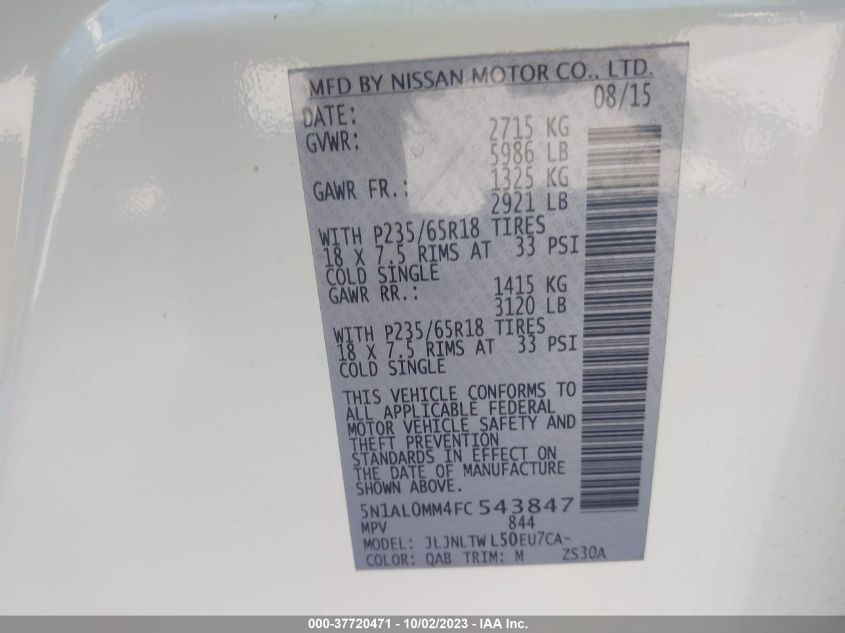 MFD BY NISSAN MOTOR CO., LTD.
DATE: 08/15
GVWR: 2715 KG
5986 LB
GAWR FR.: 1325 KG
2921 LB
WITH P235/65R18 TIRES
18 X 7.5 RIMS AT 33 PSI
COLD SINGLE
GAWR RR.: 1415 KG
3120 LB
WITH P235/65R18 TIRES
18 X 7.5 RIMS AT 33 PSI
COLD SINGLE
THIS VEHICLE CONFORMS TO
ALL APPLICABLE FEDERAL
MOTOR VEHICLE SAFETY AND
THEFT PREVENTION
STANDARDS IN EFFECT ON
THE DATE OF MANUFACTURE
SHOWN ABOVE.
5N1AL0MM4FC 543847
MPV 844
MODEL: JLJNLTW L50EU7CA-
COLOR: QAB TRIM: M ZS30A
000-37720471 - 10/02/2023 - IAA Inc.